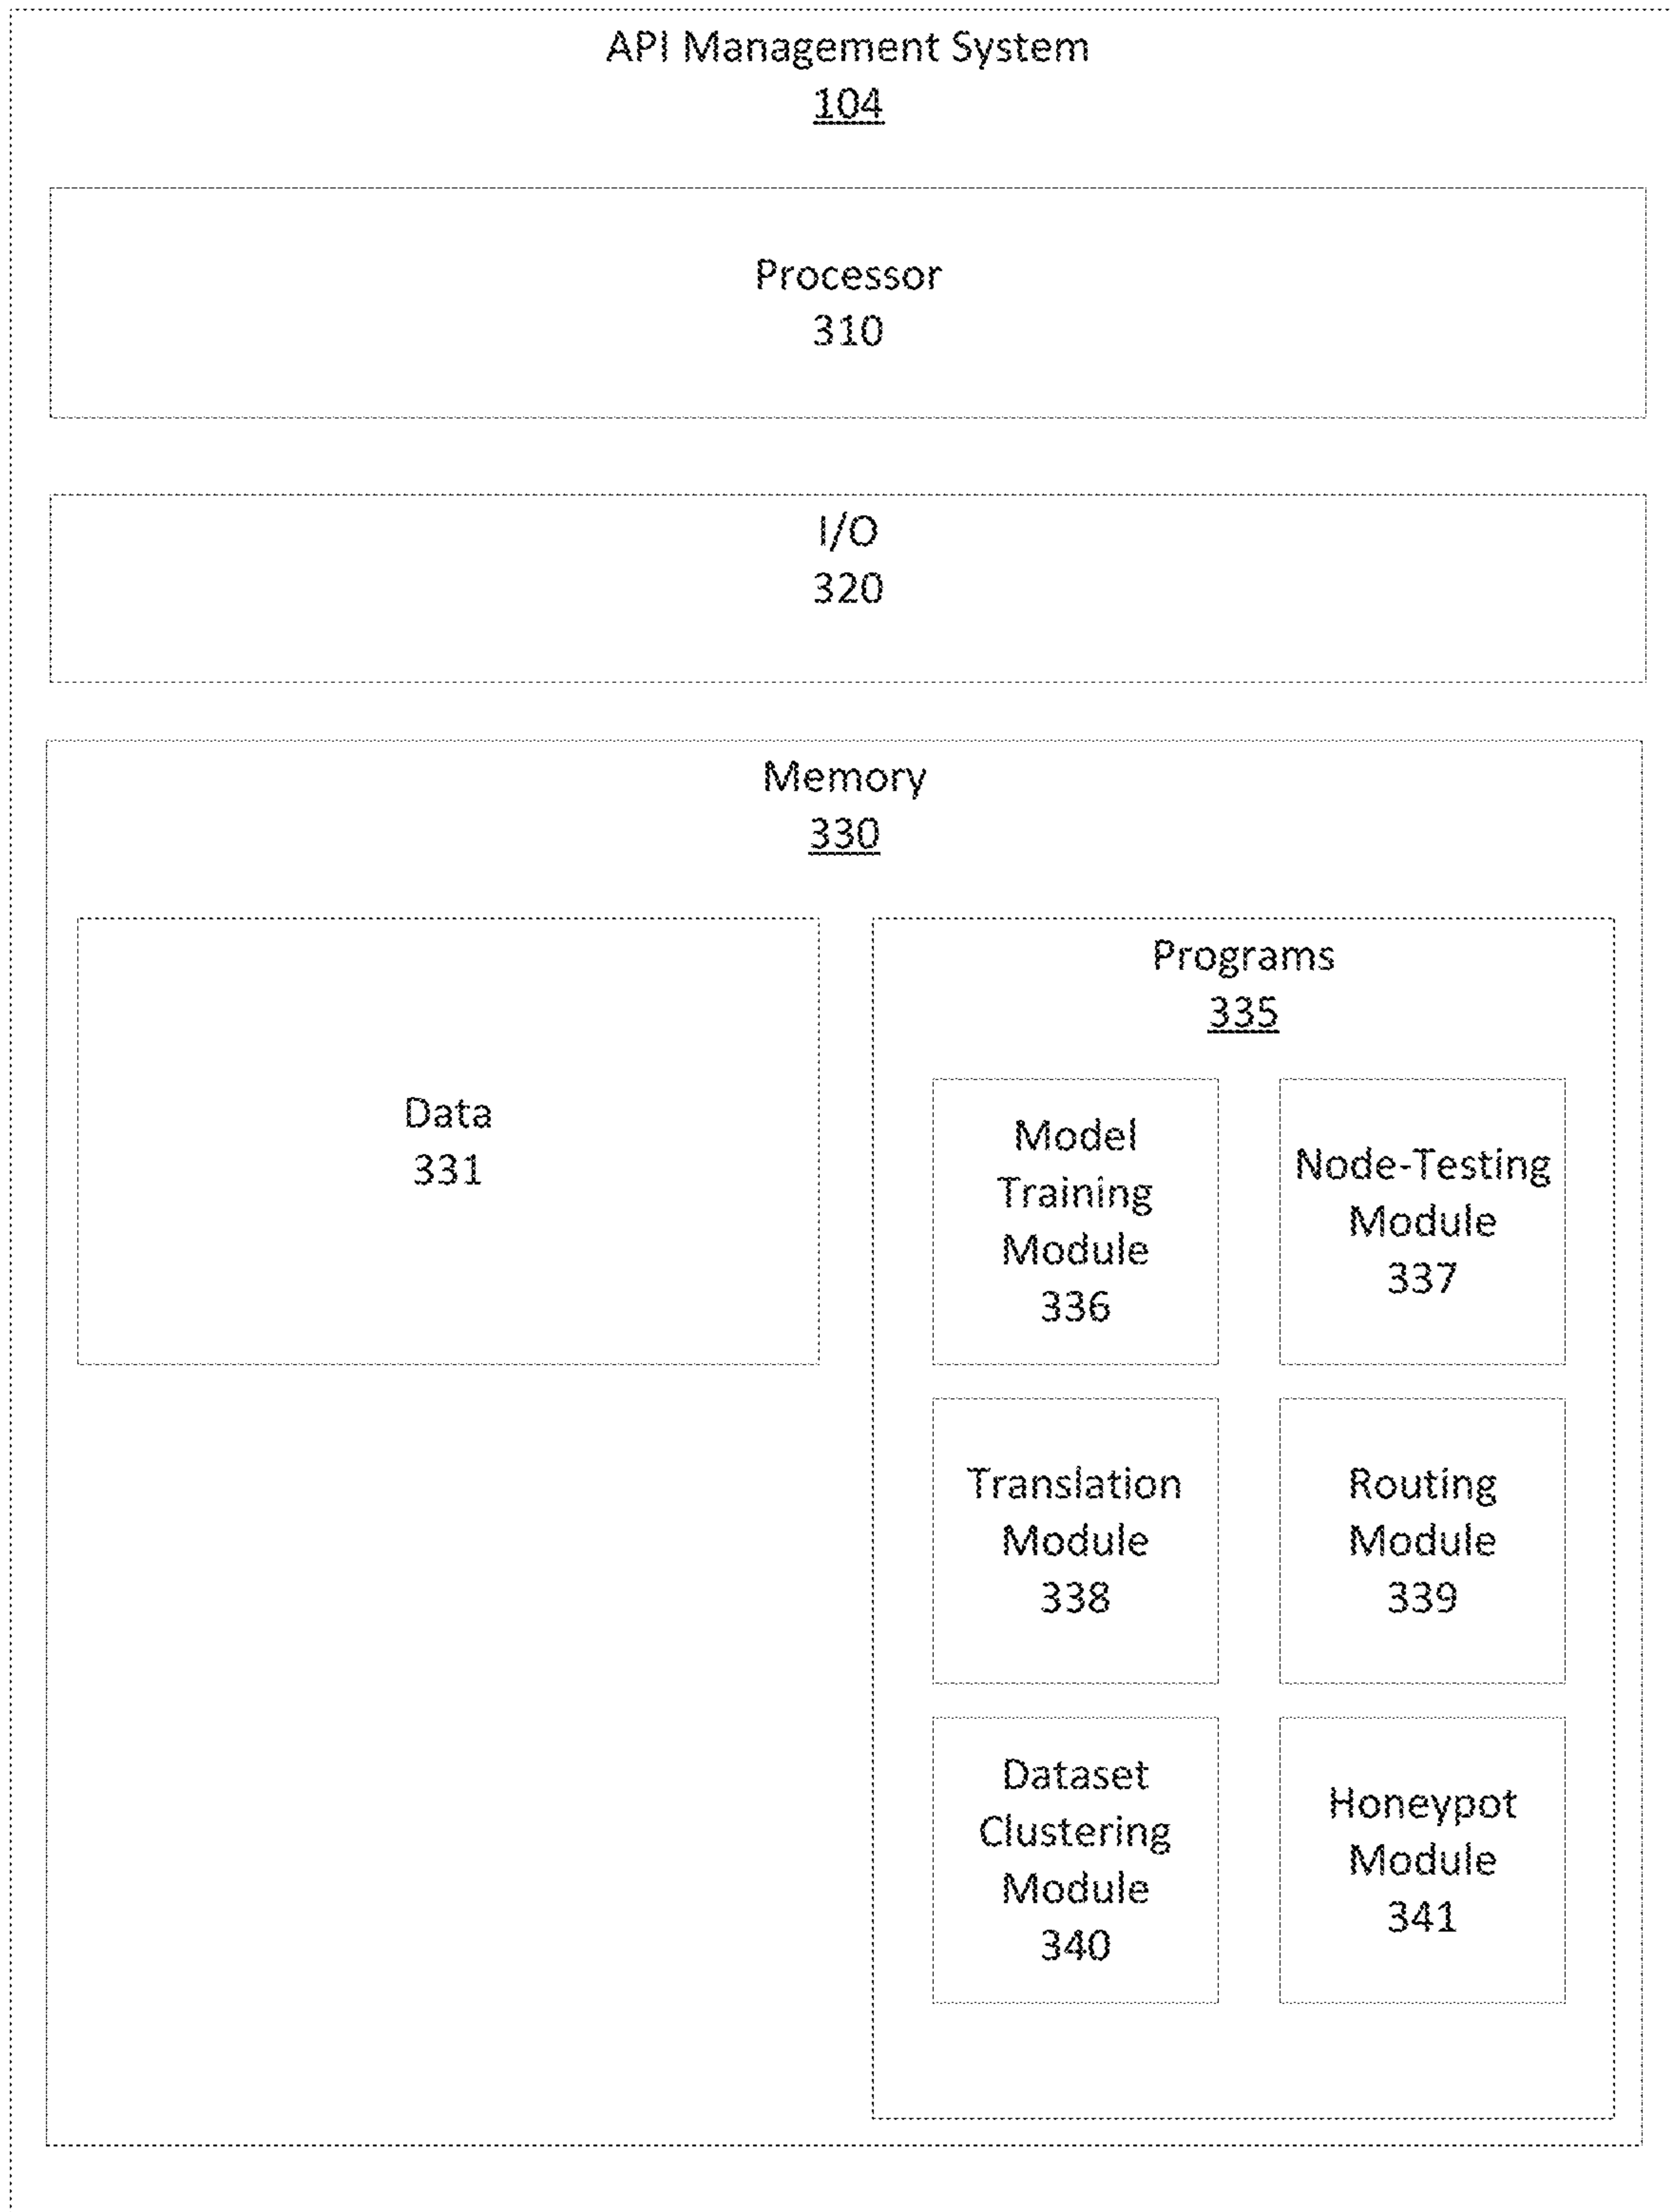 API Management System
104
Processor
310
I/O
320
Memory
330
Data
331
Programs
335
Model
Training
Module
336
Node-Testing
Module
337
Translation
Module
338
Routing
Module
339
Dataset
Clustering
Module
340
Honeypot
Module
341